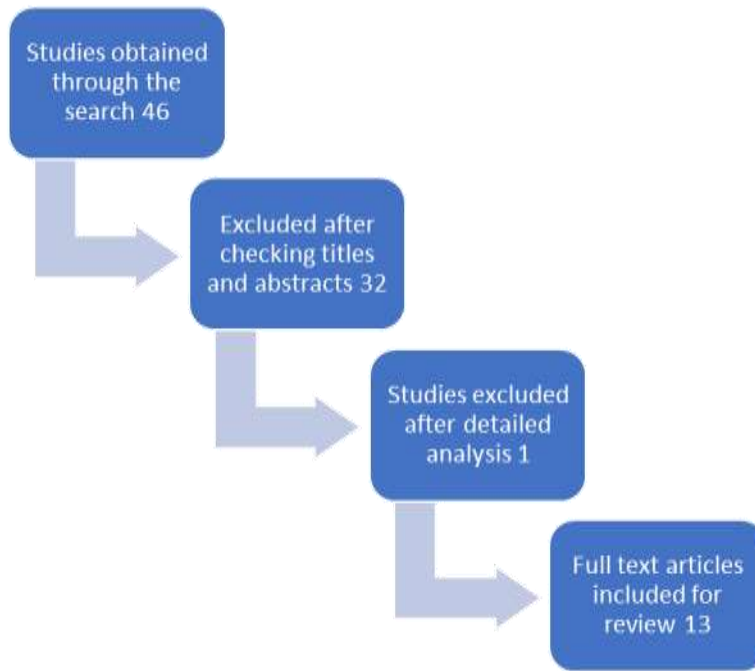 Studies obtained
through the
search 46
Excluded after
checking titles
and abstracts 32
Studies excluded
after detailed
analysis 1
Full text articles
included for
review 13